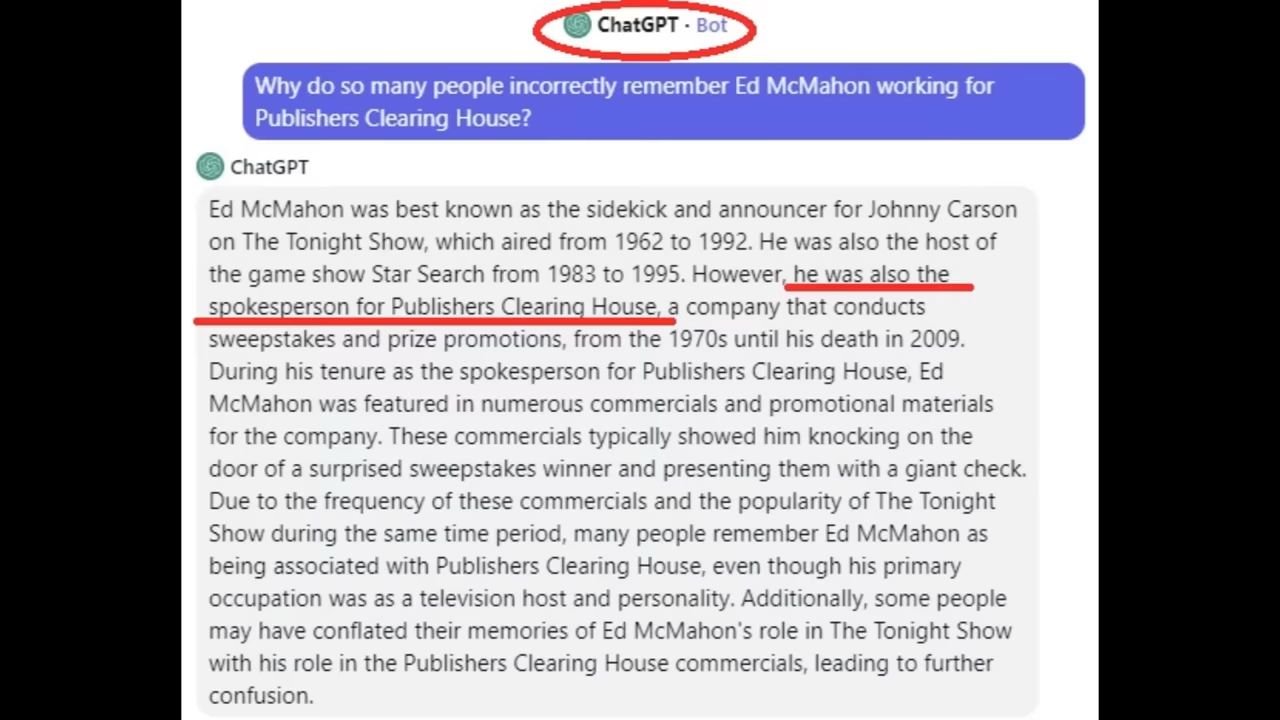 ChatGPT · Bot
Why do so many people incorrectly remember Ed McMahon working for
Publishers Clearing House?
ChatGPT
Ed McMahon was best known as the sidekick and announcer for Johnny Carson
on The Tonight Show, which aired from 1962 to 1992. He was also the host of
the game show Star Search from 1983 to 1995. However, he was also the
spokesperson for Publishers Clearing House, a company that conducts
sweepstakes and prize promotions, from the 1970s until his death in 2009.
During his tenure as the spokesperson for Publishers Clearing House, Ed
McMahon was featured in numerous commercials and promotional materials
for the company. These commercials typically showed him knocking on the
door of a surprised sweepstakes winner and presenting them with a giant check.
Due to the frequency of these commercials and the popularity of The Tonight
Show during the same time period, many people remember Ed McMahon as
being associated with Publishers Clearing House, even though his primary
occupation was as a television host and personality. Additionally, some people
may have conflated their memories of Ed McMahon's role in The Tonight Show
with his role in the Publishers Clearing House commercials, leading to further
confusion.